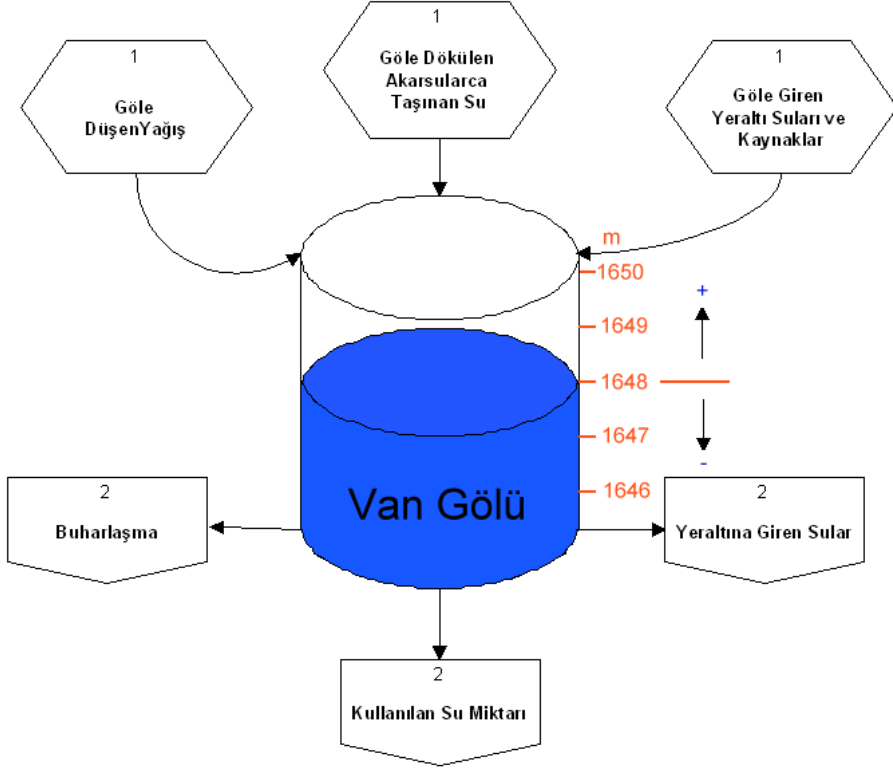 1
Göle
DüşenYağış
1
Göle Dökülen
Akarsularca
Taşınan Su
1
Göle Giren
Yeraltı Suları ve
Kaynaklar
m
1650
1649
1648
1647
1646
+
-
Van Gölü
2
Buharlaşma
2
Yeraltına Giren Sular
2
Kullanılan Su Miktarı